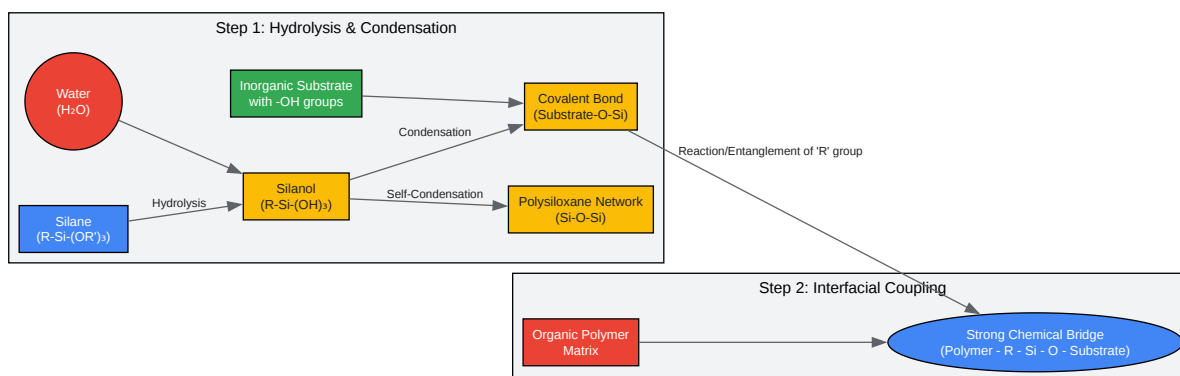 Step 1: Hydrolysis & Condensation
Water
(H₂O)
Inorganic Substrate
with -OH groups
Covalent Bond
(Substrate-O-Si)
Condensation
Reaction/Entanglement of 'R' group
Silanol
(R-Si-(OH)₃)
Self-Condensation
Polysiloxane Network
(Si-O-Si)
Hydrolysis
Silane
(R-Si-(OR')₃)
Step 2: Interfacial Coupling
Organic Polymer
Matrix
Strong Chemical Bridge
(Polymer - R - Si - O - Substrate)